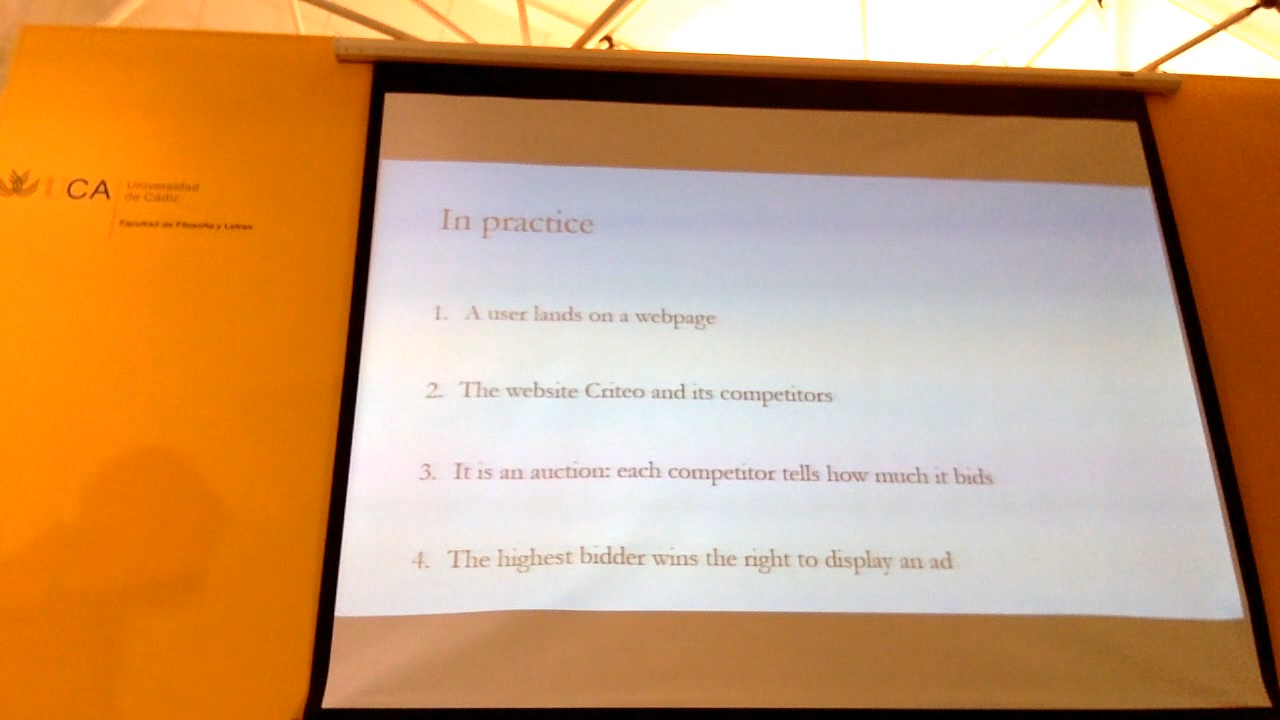 UCA
Universidad
de Cádiz
Facultad de Filosofía y Letras
In practice
1. A user lands on a webpage
2. The website Criteo and its competitors
3. It is an auction: each competitor tells how much it bids
4. The highest bidder wins the right to display an ad